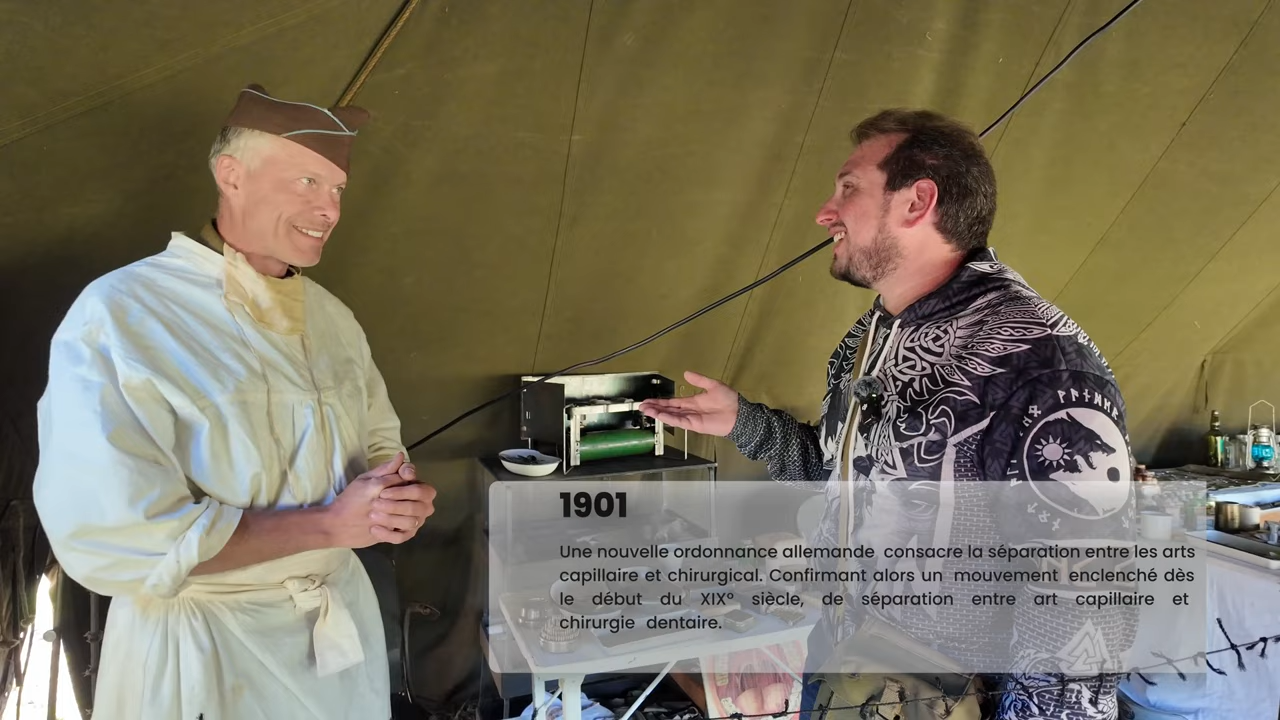 1901
Une nouvelle ordonnance allemande consacre la séparation entre les arts
capillaire et chirurgical. Confirmant alors un mouvement enclenché dès
le début du XIX° siècle, de séparation entre art capillaire et
chirurgie dentaire.